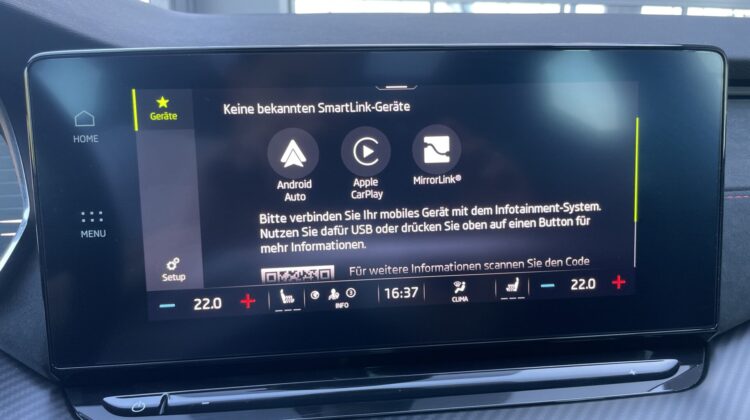 Keine bekannten SmartLink-Geräte
Geräte
HOME
Android
Auto
Apple
CarPlay
MirrorLink®
MENU
Bitte verbinden Sie Ihr mobiles Gerät mit dem Infotainment-System.
Nutzen Sie dafür USB oder drücken Sie oben auf einen Button für
mehr Informationen.
Setup
Für weitere Informationen scannen Sie den Code
22.0
INFO
16:37
CLIMA
22.0